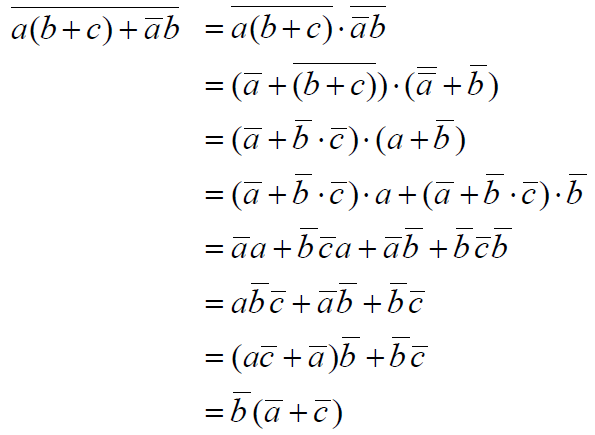 $\overline{a(b+c)+\overline{a}b} = \overline{a(b+c)} \cdot \overline{\overline{a}b}$
$= (\overline{a} + \overline{(b+c)}) \cdot (\overline{\overline{a}} + \overline{b})$
$= (\overline{a} + \overline{b} \cdot \overline{c}) \cdot (a + \overline{b})$
$= (\overline{a} + \overline{b} \cdot \overline{c}) \cdot a + (\overline{a} + \overline{b} \cdot \overline{c}) \cdot \overline{b}$
$= \overline{a}a + \overline{b}\overline{c}a + \overline{a}\overline{b} + \overline{b}\overline{c}\overline{b}$
$= a\overline{b}\overline{c} + \overline{a}\overline{b} + \overline{b}\overline{c}$
$= (a\overline{c} + \overline{a})\overline{b} + \overline{b}\overline{c}$
$= \overline{b}(\overline{a} + \overline{c})$